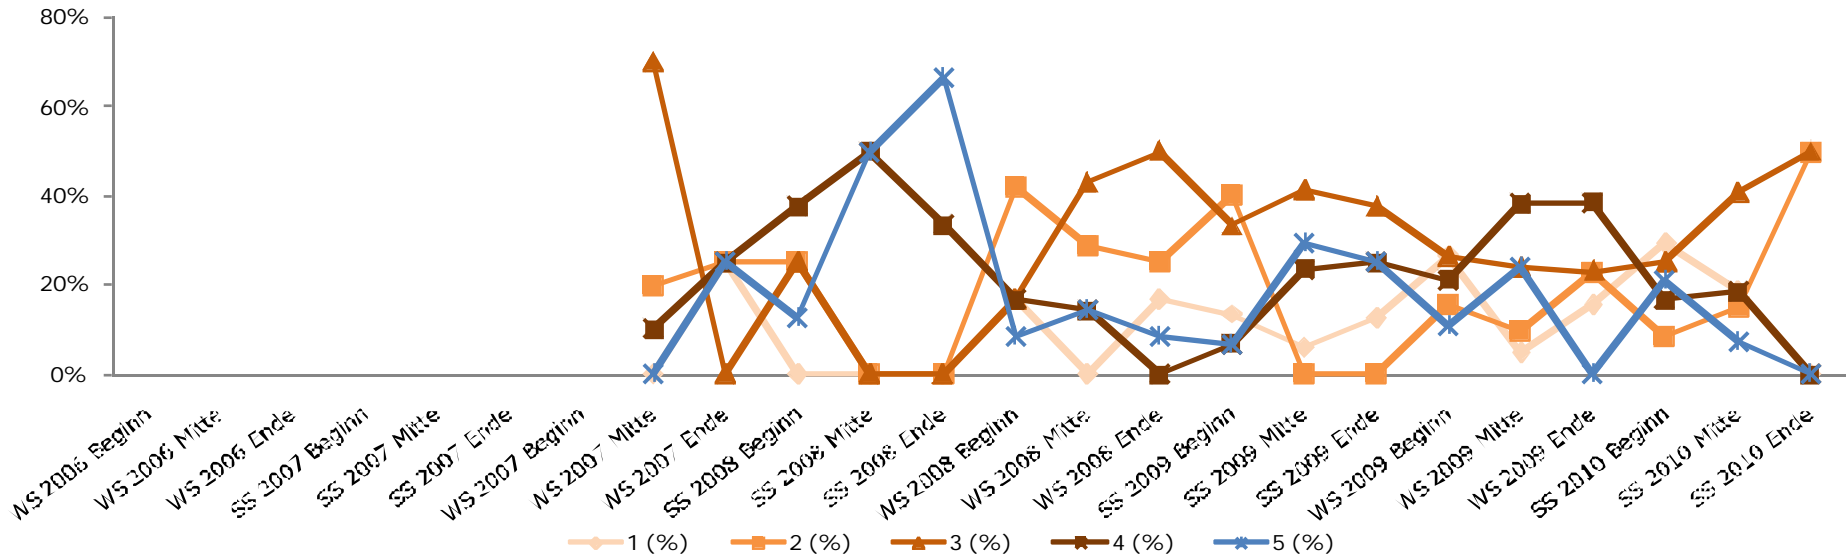 80%
60%
40%
20%
0%
WS 2006 Beginn
WS 2006 Mitte
WS 2006 Ende
SS 2007 Beginn
SS 2007 Mitte
SS 2007 Ende
WS 2007 Beginn
WS 2007 Mitte
WS 2007 Ende
SS 2008 Beginn
SS 2008 Mitte
SS 2008 Ende
WS 2008 Beginn
WS 2008 Mitte
WS 2008 Ende
SS 2009 Beginn
SS 2009 Mitte
SS 2009 Ende
WS 2009 Beginn
WS 2009 Mitte
WS 2009 Ende
SS 2010 Beginn
SS 2010 Mitte
SS 2010 Ende
1 (%) 2 (%) 3 (%) 4 (%) 5 (%)